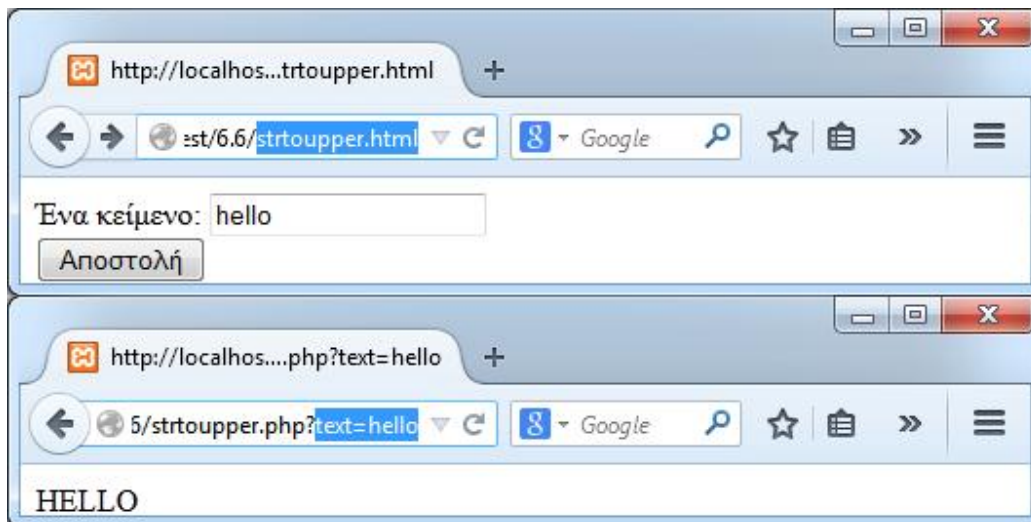 http://localhos...trtoupper.html
est/6.6/strtoupper.html
Google
Ένα κείμενο: hello
Αποστολή
http://localhos....php?text=hello
5/strtoupper.php?text=hello
Google
HELLO